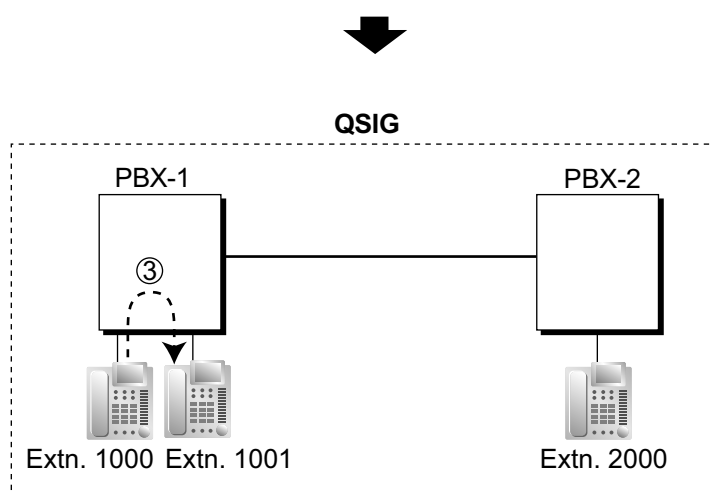 QSIG
PBX-1 PBX-2
③
Extn. 1000 Extn. 1001 Extn. 2000